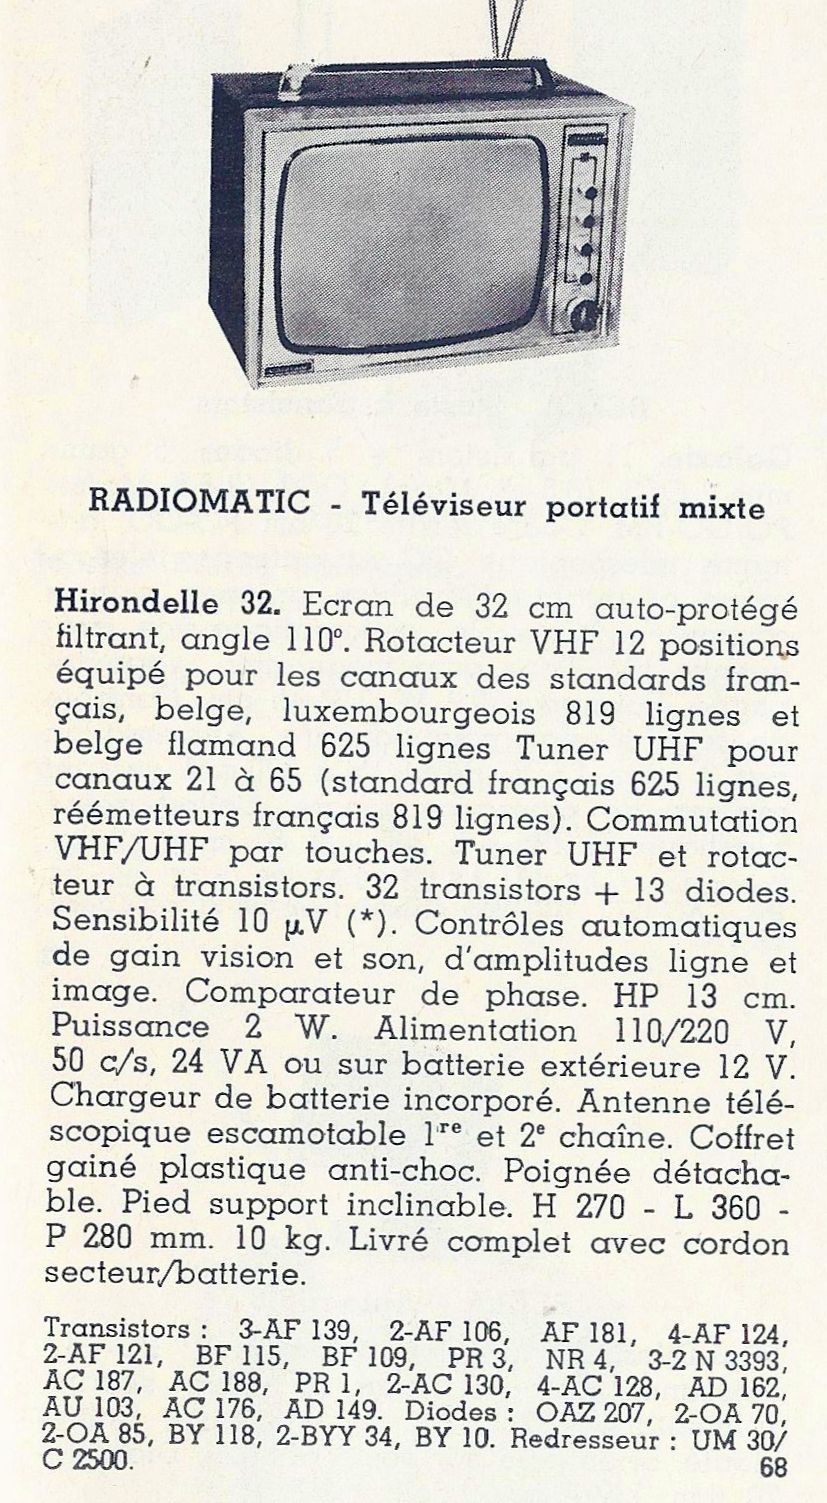 RADIOMATIC - Téléviseur portatif mixte
Hirondelle 32. Ecran de 32 cm auto-protégé
filtrant, angle 110°. Rotacteur VHF 12 positions
équipé pour les canaux des standards fran-
çais, belge, luxembourgeois 819 lignes et
belge flamand 625 lignes Tuner UHF pour
canaux 21 à 65 (standard français 625 lignes,
réémetteurs français 819 lignes). Commutation
VHF/UHF par touches. Tuner UHF et rotac-
teur à transistors. 32 transistors + 13 diodes.
Sensibilité 10 µV (*). Contrôles automatiques
de gain vision et son, d'amplitudes ligne et
image. Comparateur de phase. HP 13 cm.
Puissance 2 W. Alimentation 110/220 V,
50 c/s, 24 VA ou sur batterie extérieure 12 V.
Chargeur de batterie incorporé. Antenne télé-
scopique escamotable 1re et 2e chaîne. Coffret
gainé plastique anti-choc. Poignée détacha-
ble. Pied support inclinable. H 270 - L 360 -
P 280 mm. 10 kg. Livré complet avec cordon
secteur/batterie.
Transistors : 3-AF 139, 2-AF 106, AF 181, 4-AF 124,
2-AF 121, BF 115, BF 109, PR 3, NR 4, 3-2 N 3393,
AC 187, AC 188, PR 1, 2-AC 130, 4-AC 128, AD 162,
AU 103, AC 176, AD 149. Diodes : OAZ 207, 2-OA 70,
2-OA 85, BY 118, 2-BYY 34, BY 10. Redresseur : UM 30/
C 2500.
68